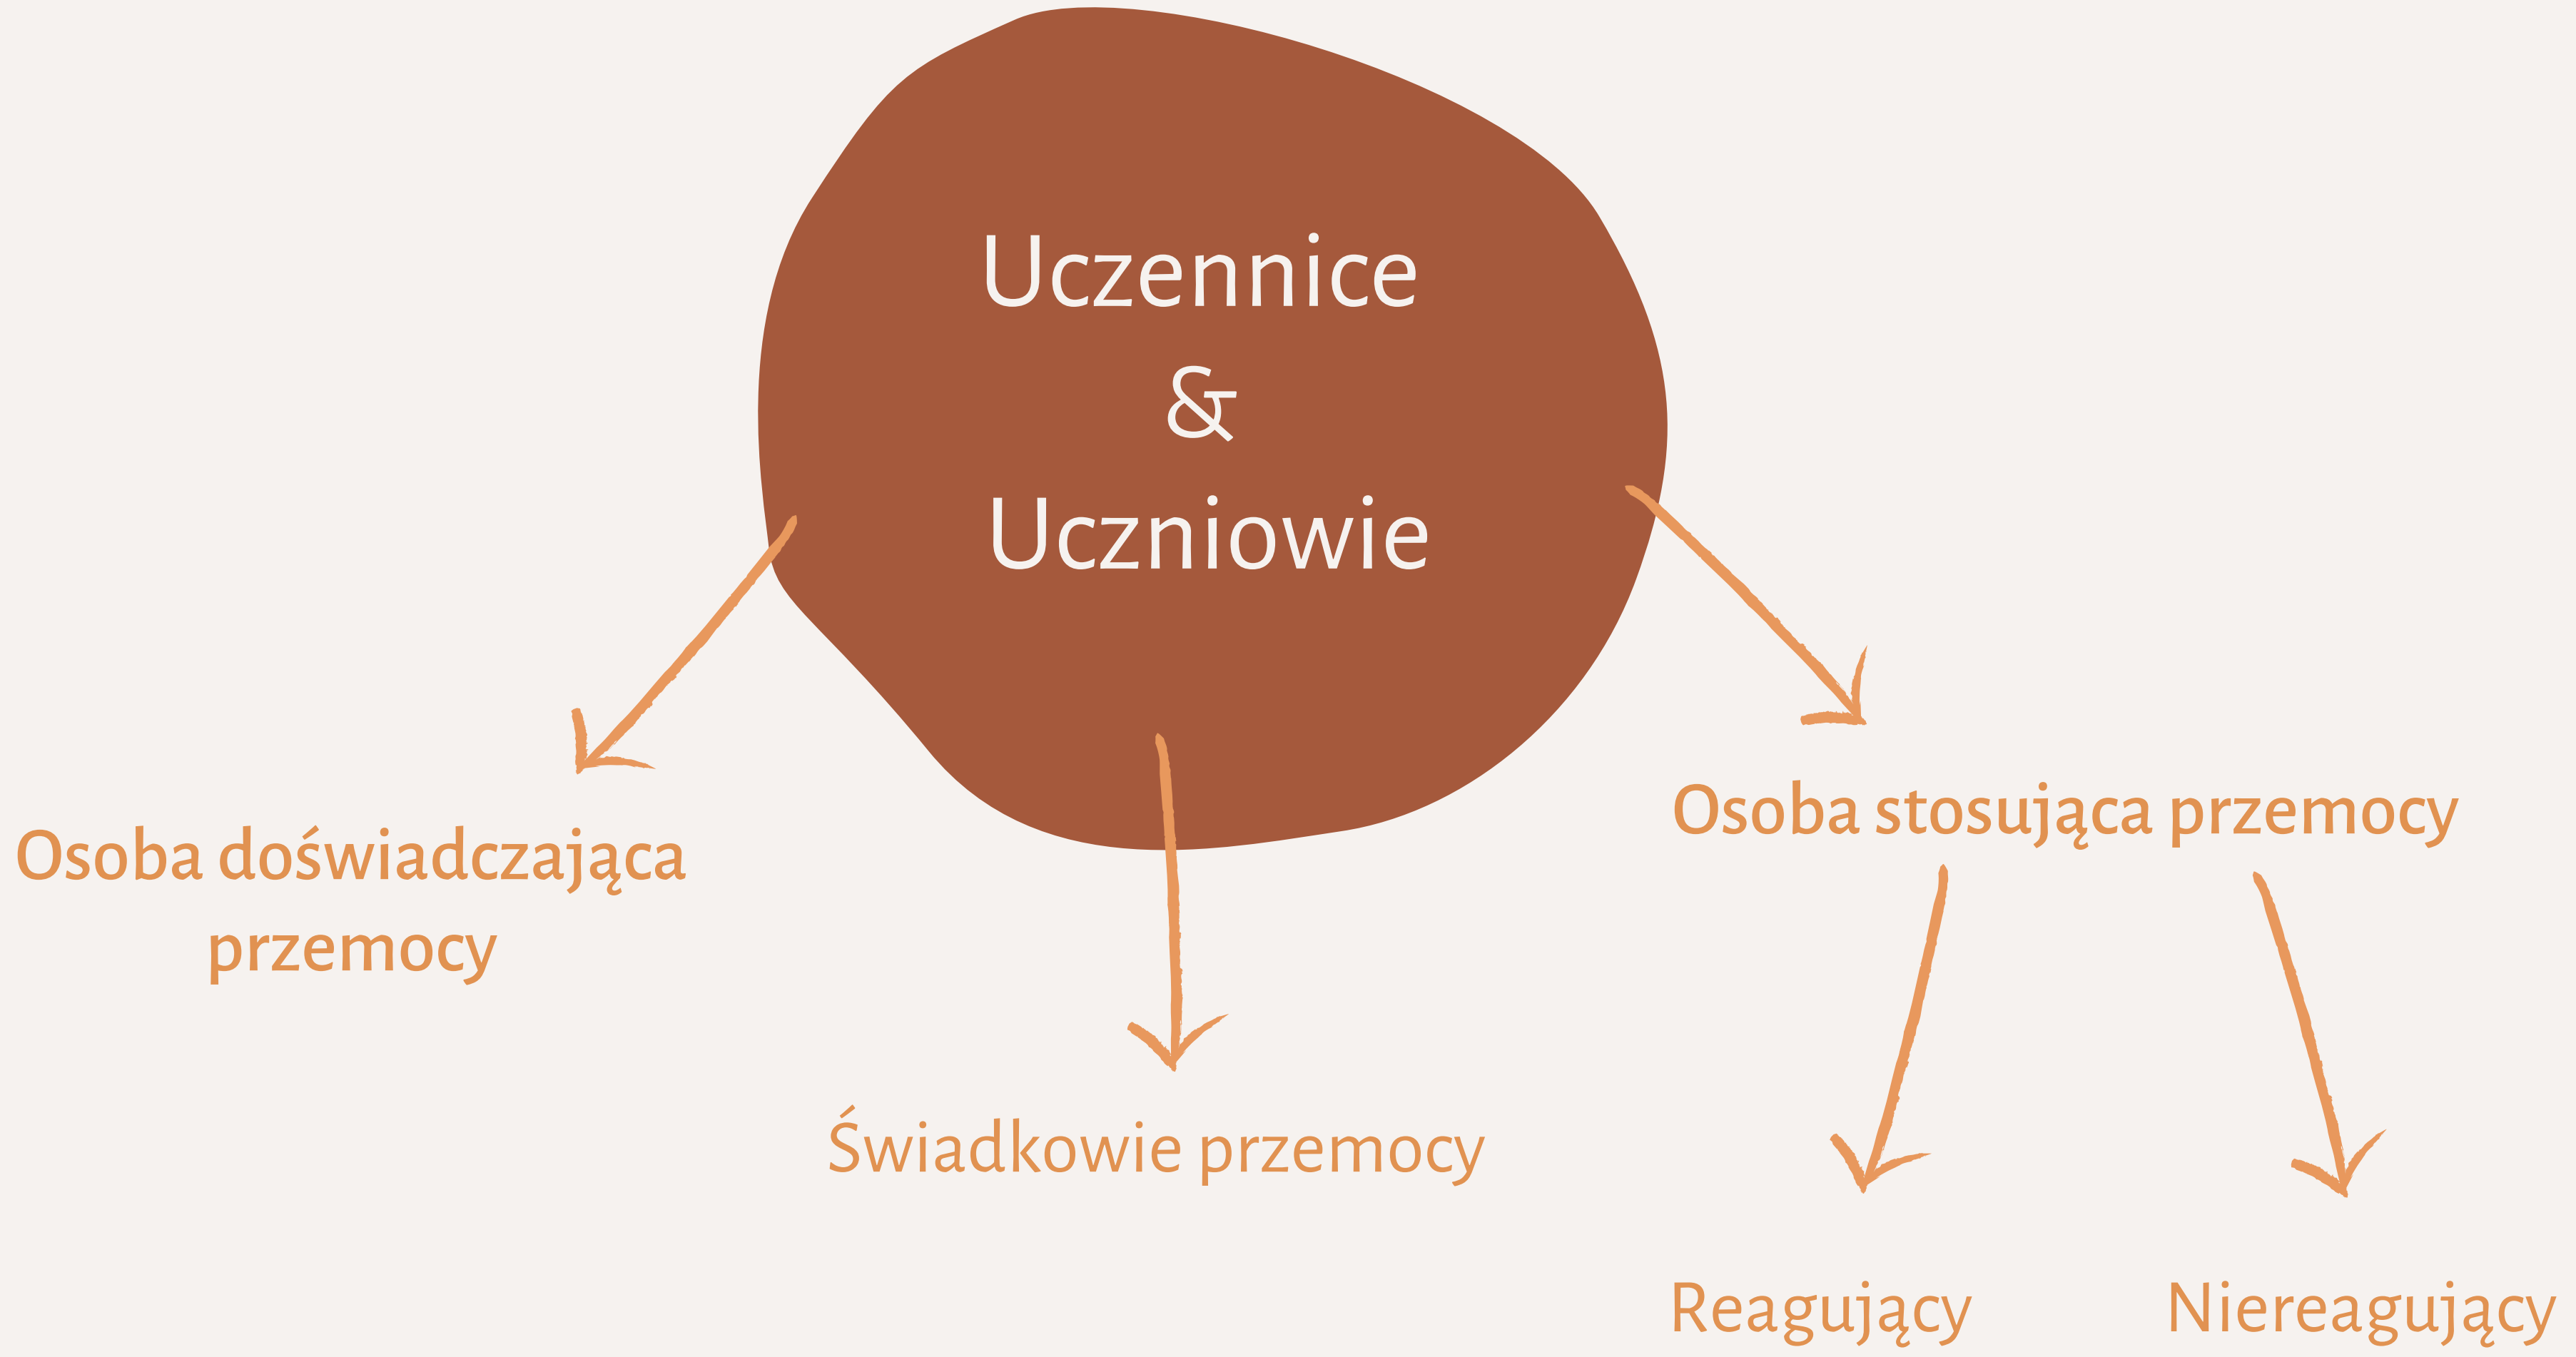 Uczennice
&
Uczniowie
Osoba doświadczająca
przemocy
Świadkowie przemocy
Osoba stosująca przemocy
Reagujący
Niereagujący